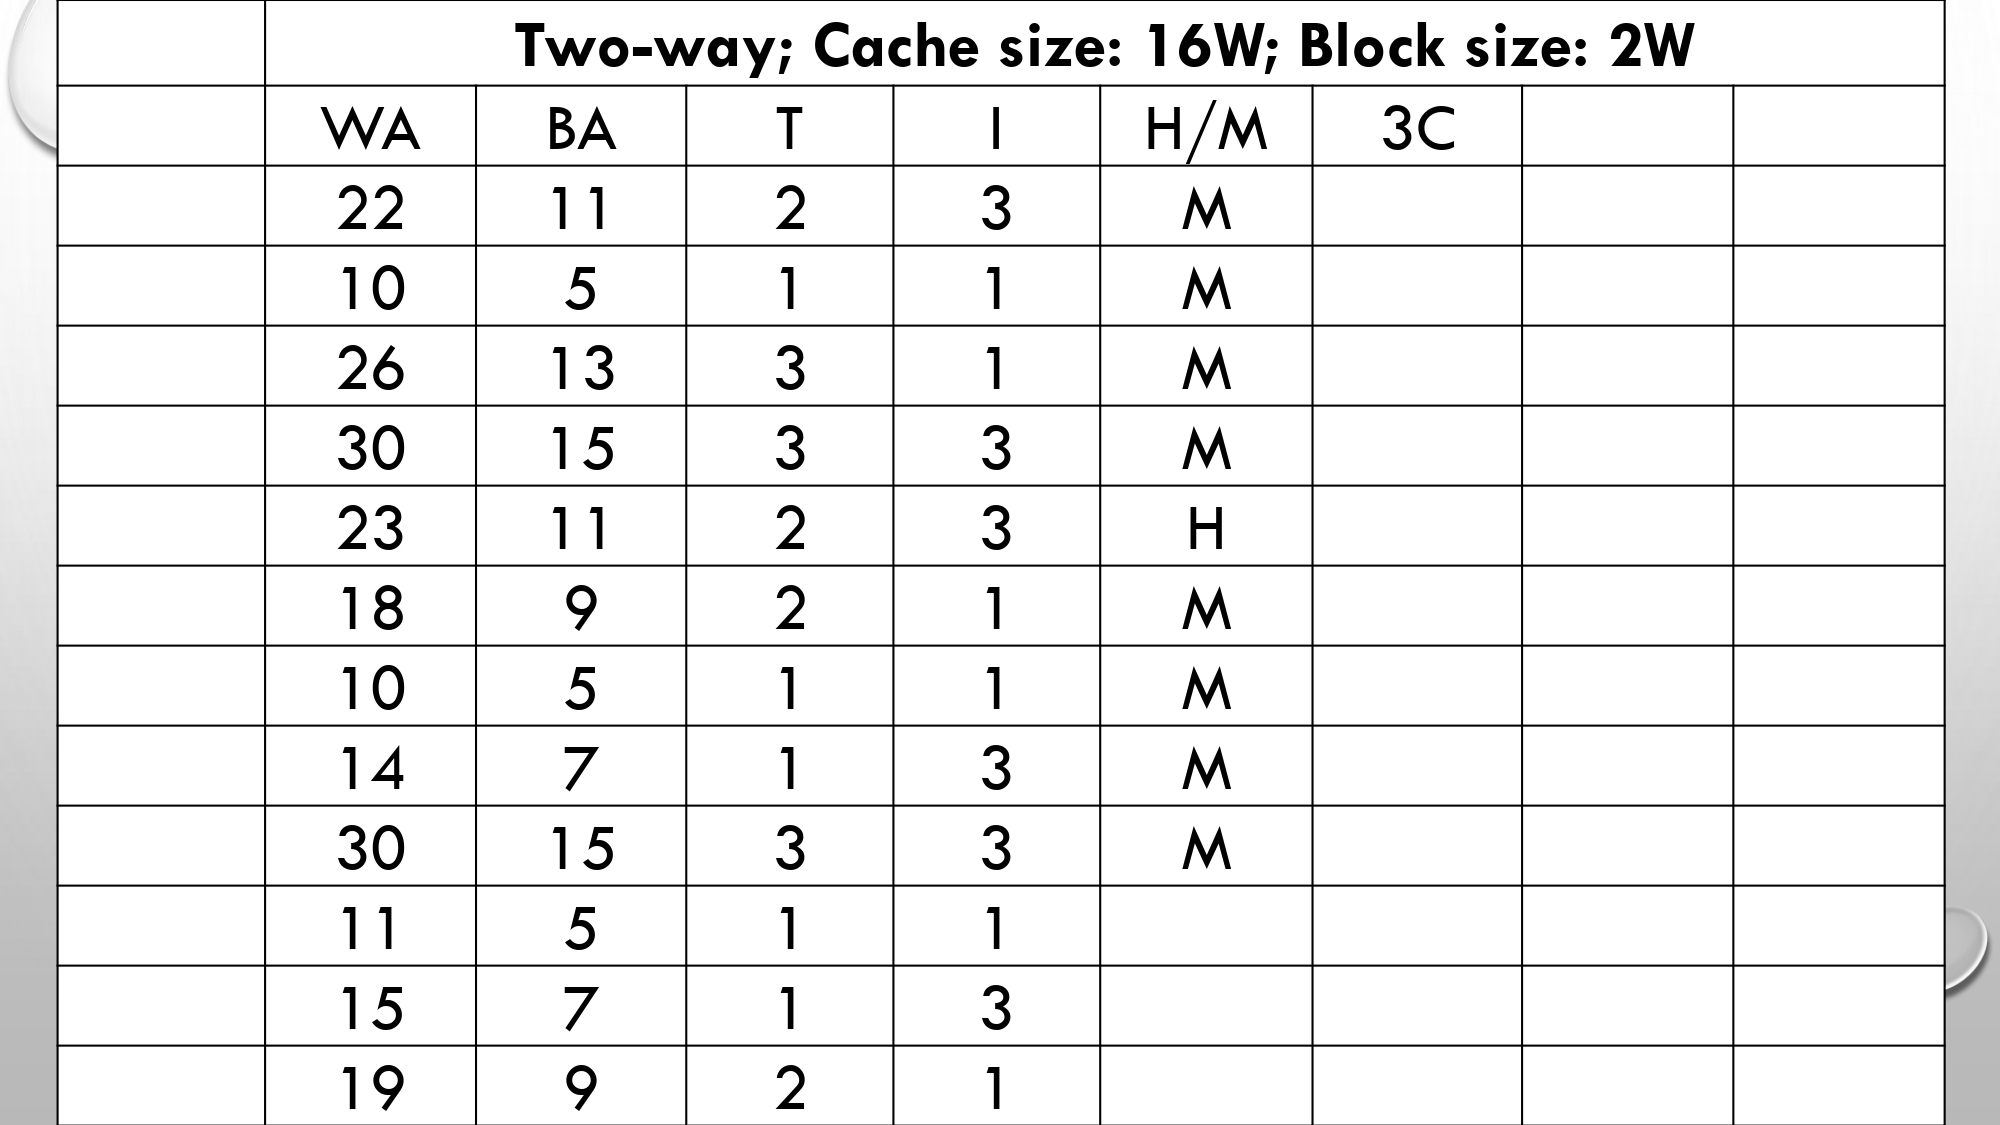 Two-way; Cache size: 16W; Block size: 2W
WA BA T I H/M 3C
22 11 2 3 M
10 5 1 1 M
26 13 3 1 M
30 15 3 3 M
23 11 2 3 H
18 9 2 1 M
10 5 1 1 M
14 7 1 3 M
30 15 3 3 M
11 5 1 1
15 7 1 3
19 9 2 1